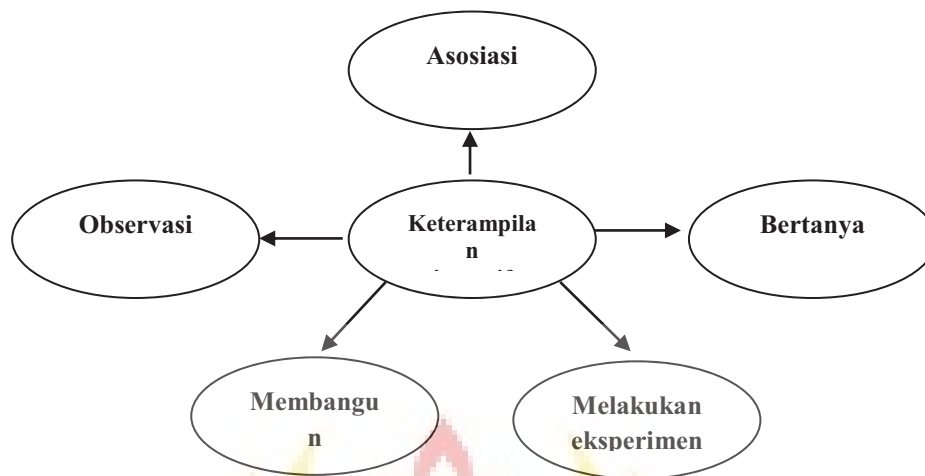 Asosiasi
Observasi
Keterampila
n
Bertanya
Membangu
n
Melakukan
eksperimen